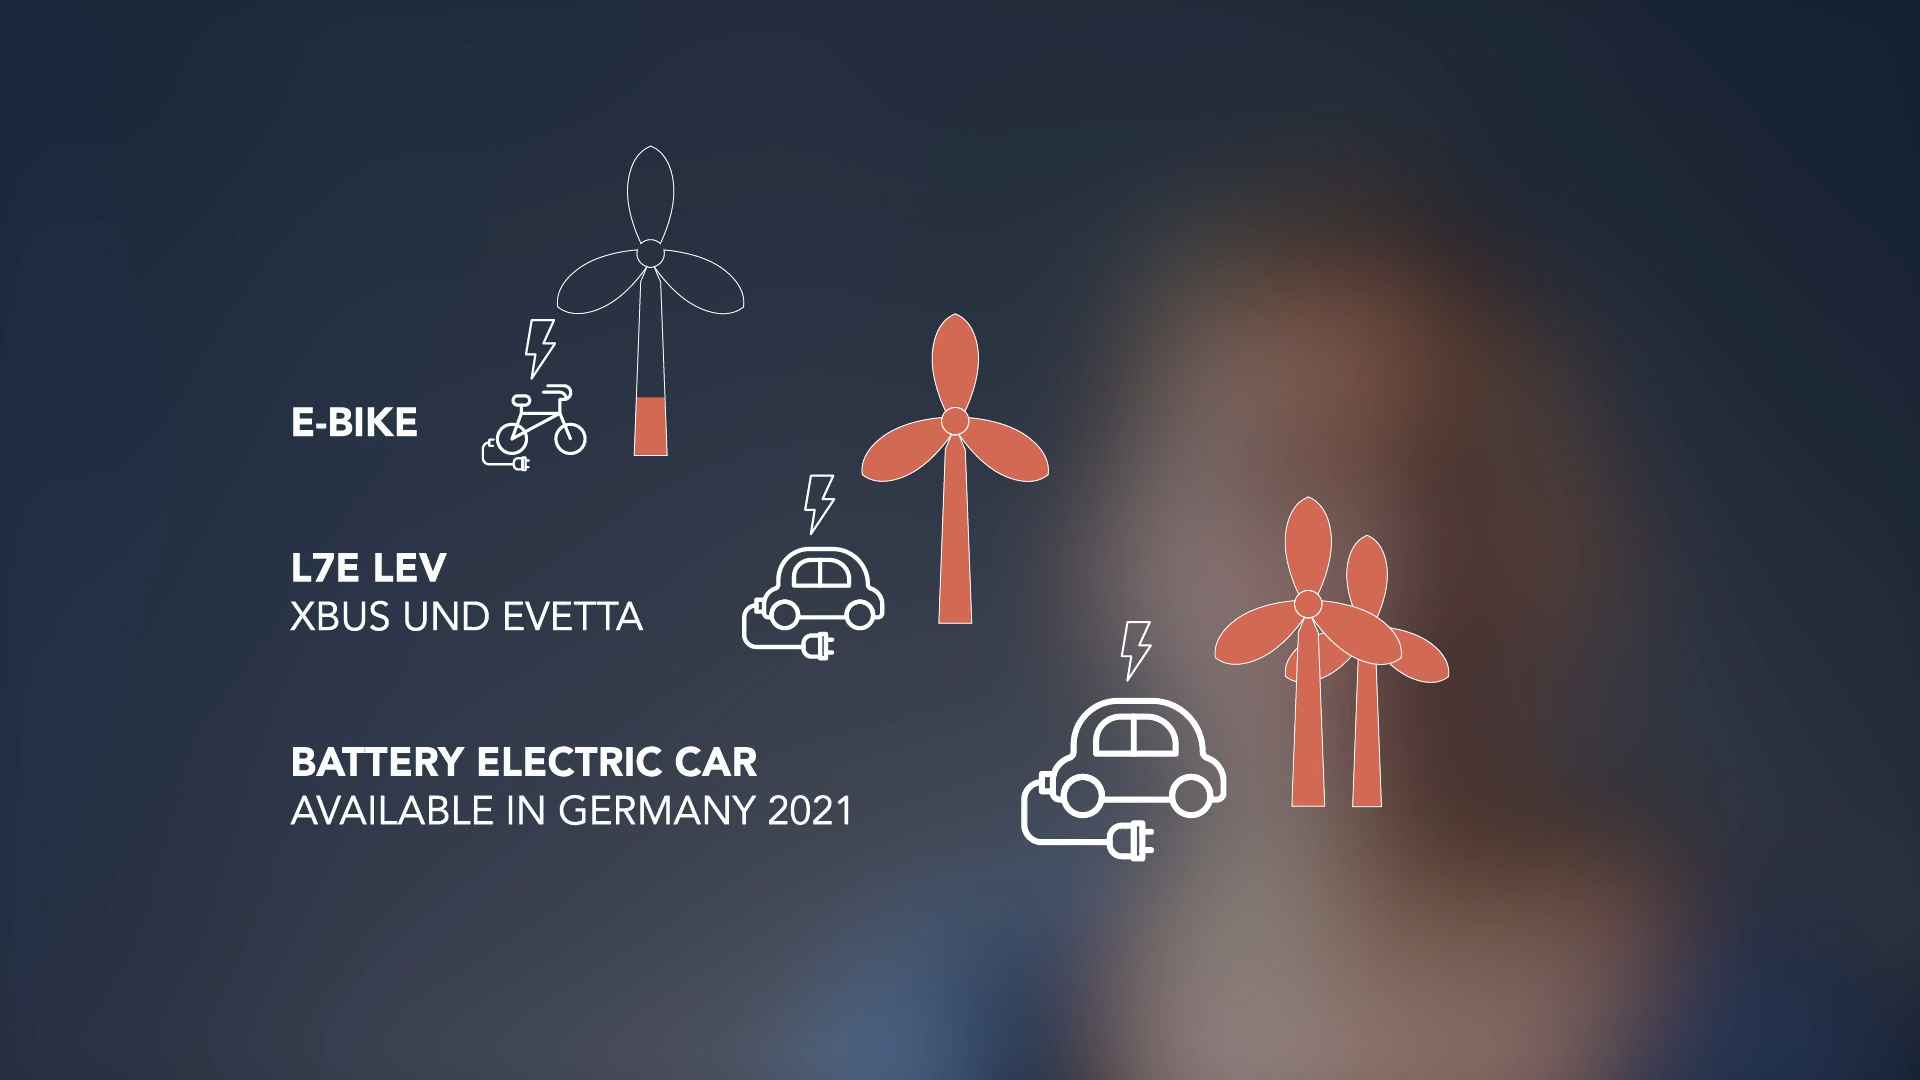 E-BIKE
L7E LEV
XBUS UND EVETTA
BATTERY ELECTRIC CAR
AVAILABLE IN GERMANY 2021